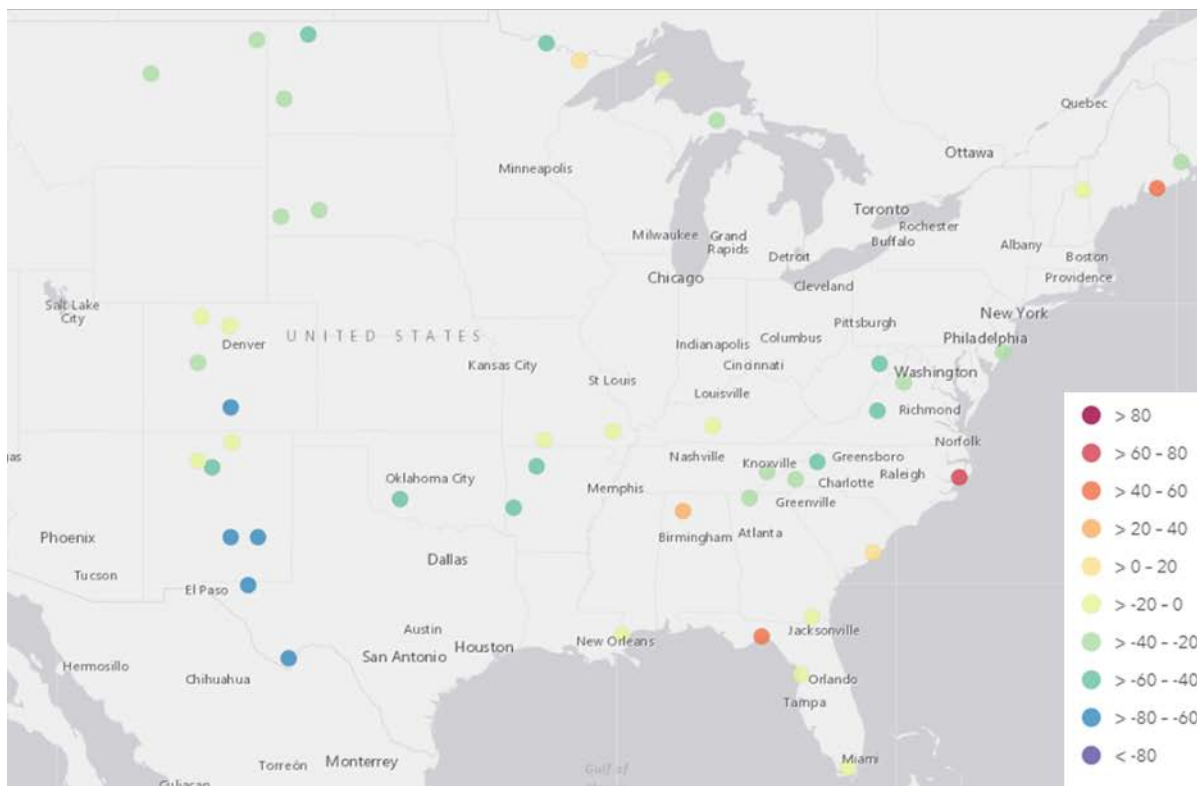 Quebec
Ottawa
Minneapolis
Toronto
Rochester
Milwaukee
Grand
Rapids
Buffalo
Albany
Detroit
Boston
Chicago
Cleveland
Providence
Salt Lake
City
New York
Pittsburgh
UNITED STATES
Denver
Indianapolis
Columbus
Philadelphia
Kansas City
Cincinnati
Washington
St Louis
Louisville
Richmond
Norfolk
as
Nashville
Knoxville
Greensboro
Oklahoma City
Raleigh
Charlotte
Memphis
Greenville
Phoenix
Birmingham
Atlanta
Dallas
Tucson
El Paso
Austin
Jacksonville
New Orleans
Houston
San Antonio
Hermosillo
Chihuahua
Orlando
Tampa
Miami
Torreón
Monterrey
Gulf of
> 80
> 60 - 80
> 40 - 60
> 20 - 40
> 0 - 20
> -20 - 0
> -40 - -20
> -60 - -40
> -80 - -60
< -80